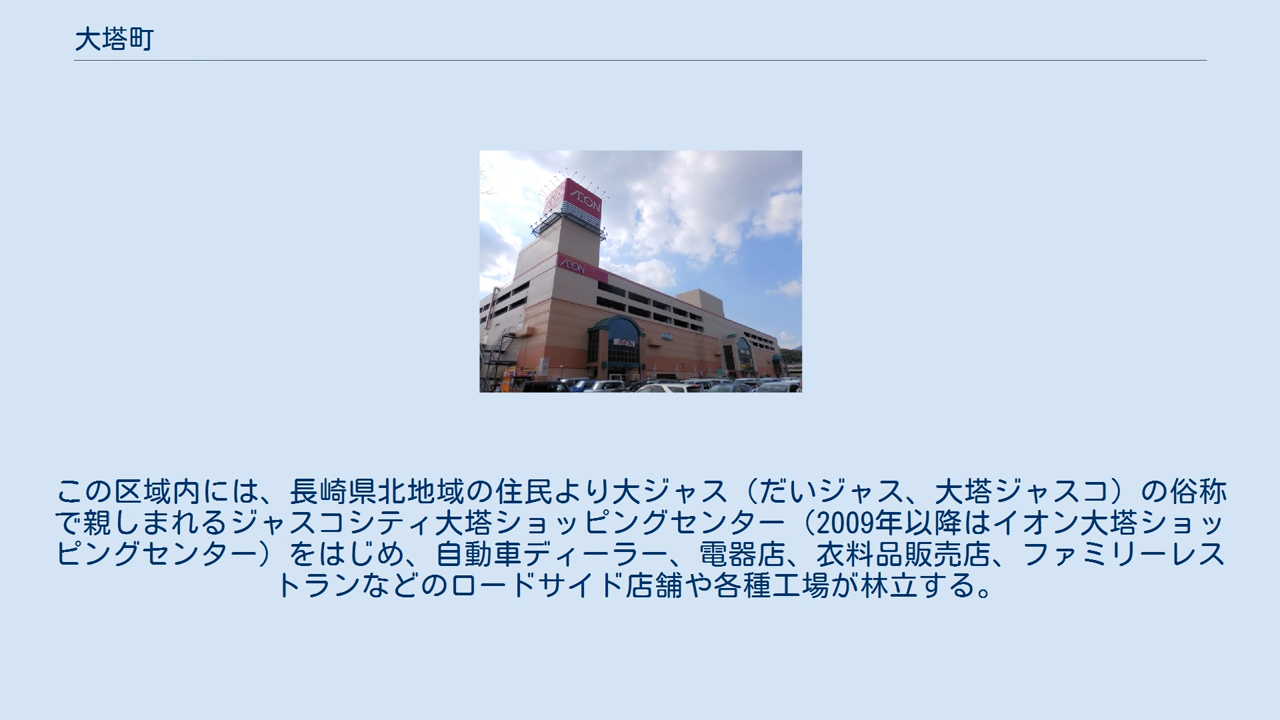 大塔町
ÆON
ÆON
この区域内には、長崎県北地域の住民より大ジャス（だいジャス、大塔ジャスコ）の俗称
で親しまれるジャスコシティ大塔ショッピングセンター（2009年以降はイオン大塔ショッ
ピングセンター）をはじめ、自動車ディーラー、電器店、衣料品販売店、ファミリーレス
トランなどのロードサイド店舗や各種工場が林立する。